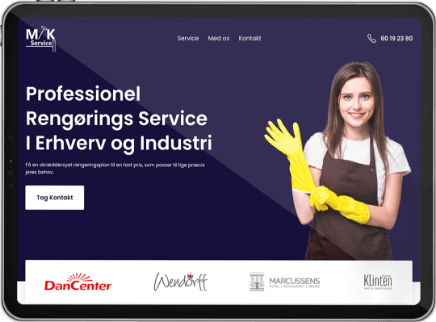 M/K
Service
Service Med os Kontakt
60 19 23 80
Professionel
Rengørings Service
I Erhverv og Industri
Få en skræddersyet rengøringsplan til en fast pris, som passer til lige præcis
jeres behov.
Tag Kontakt
DanCenter
Wendorff
MARCUSSENS
Klinten